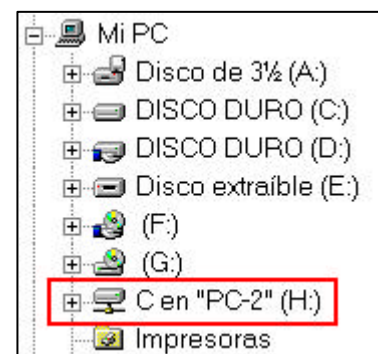 Mi PC
Disco de 3½ (A:)
DISCO DURO (C:)
DISCO DURO (D:)
Disco extraíble (E:)
(F:)
(G:)
C en "PC-2" (H:)
Impresoras